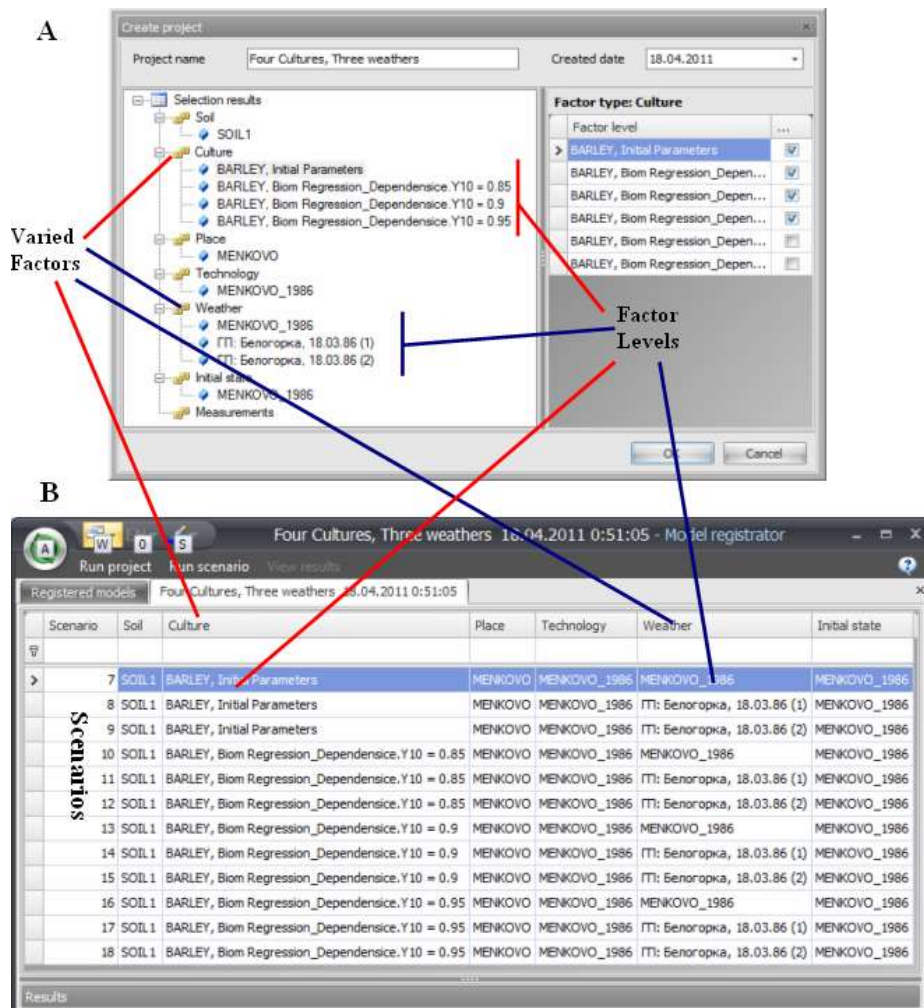 A
Create project
Project name Four Cultures, Three weathers Created date 18.04.2011
Selection results
Soil
SOIL1
Culture
BARLEY, Initial Parameters
BARLEY, Biom Regression_Dependensice.Y10 = 0.85
BARLEY, Biom Regression_Dependensice.Y10 = 0.9
BARLEY, Biom Regression_Dependensice.Y10 = 0.95
Place
MENKOVO
Technology
MENKOVO_1986
Weather
MENKOVO_1986
ГП: Белогорка, 18.03.86 (1)
ГП: Белогорка, 18.03.86 (2)
Initial state
MENKOVO_1986
Measurements
Factor type: Culture
Factor level ...
BARLEY, Initial Parameters
BARLEY, Biom Regression_Depen...
BARLEY, Biom Regression_Depen...
BARLEY, Biom Regression_Depen...
BARLEY, Biom Regression_Depen...
BARLEY, Biom Regression_Depen...
Varied
Factors
Factor
Levels
OK Cancel
B
A W 0 S Four Cultures, Three weathers 18.04.2011 0:51:05 - Model registrator
Run project Run scenario View results
Registered models Four Cultures, Three weathers 18.04.2011 0:51:05
Scenario Soil Culture Place Technology Weather Initial state
7 SOIL1 BARLEY, Initial Parameters MENKOVO MENKOVO_1986 MENKOVO_1986 MENKOVO_1986
8 SOIL1 BARLEY, Initial Parameters MENKOVO MENKOVO_1986 ГП: Белогорка, 18.03.86 (1) MENKOVO_1986
9 SOIL1 BARLEY, Initial Parameters MENKOVO MENKOVO_1986 ГП: Белогорка, 18.03.86 (2) MENKOVO_1986
10 SOIL1 BARLEY, Biom Regression_Dependensice.Y10 = 0.85 MENKOVO MENKOVO_1986 MENKOVO_1986 MENKOVO_1986
11 SOIL1 BARLEY, Biom Regression_Dependensice.Y10 = 0.85 MENKOVO MENKOVO_1986 ГП: Белогорка, 18.03.86 (1) MENKOVO_1986
12 SOIL1 BARLEY, Biom Regression_Dependensice.Y10 = 0.85 MENKOVO MENKOVO_1986 ГП: Белогорка, 18.03.86 (2) MENKOVO_1986
13 SOIL1 BARLEY, Biom Regression_Dependensice.Y10 = 0.9 MENKOVO MENKOVO_1986 MENKOVO_1986 MENKOVO_1986
14 SOIL1 BARLEY, Biom Regression_Dependensice.Y10 = 0.9 MENKOVO MENKOVO_1986 ГП: Белогорка, 18.03.86 (1) MENKOVO_1986
15 SOIL1 BARLEY, Biom Regression_Dependensice.Y10 = 0.9 MENKOVO MENKOVO_1986 ГП: Белогорка, 18.03.86 (2) MENKOVO_1986
16 SOIL1 BARLEY, Biom Regression_Dependensice.Y10 = 0.95 MENKOVO MENKOVO_1986 MENKOVO_1986 MENKOVO_1986
17 SOIL1 BARLEY, Biom Regression_Dependensice.Y10 = 0.95 MENKOVO MENKOVO_1986 ГП: Белогорка, 18.03.86 (1) MENKOVO_1986
18 SOIL1 BARLEY, Biom Regression_Dependensice.Y10 = 0.95 MENKOVO MENKOVO_1986 ГП: Белогорка, 18.03.86 (2) MENKOVO_1986
Scenarios
Results